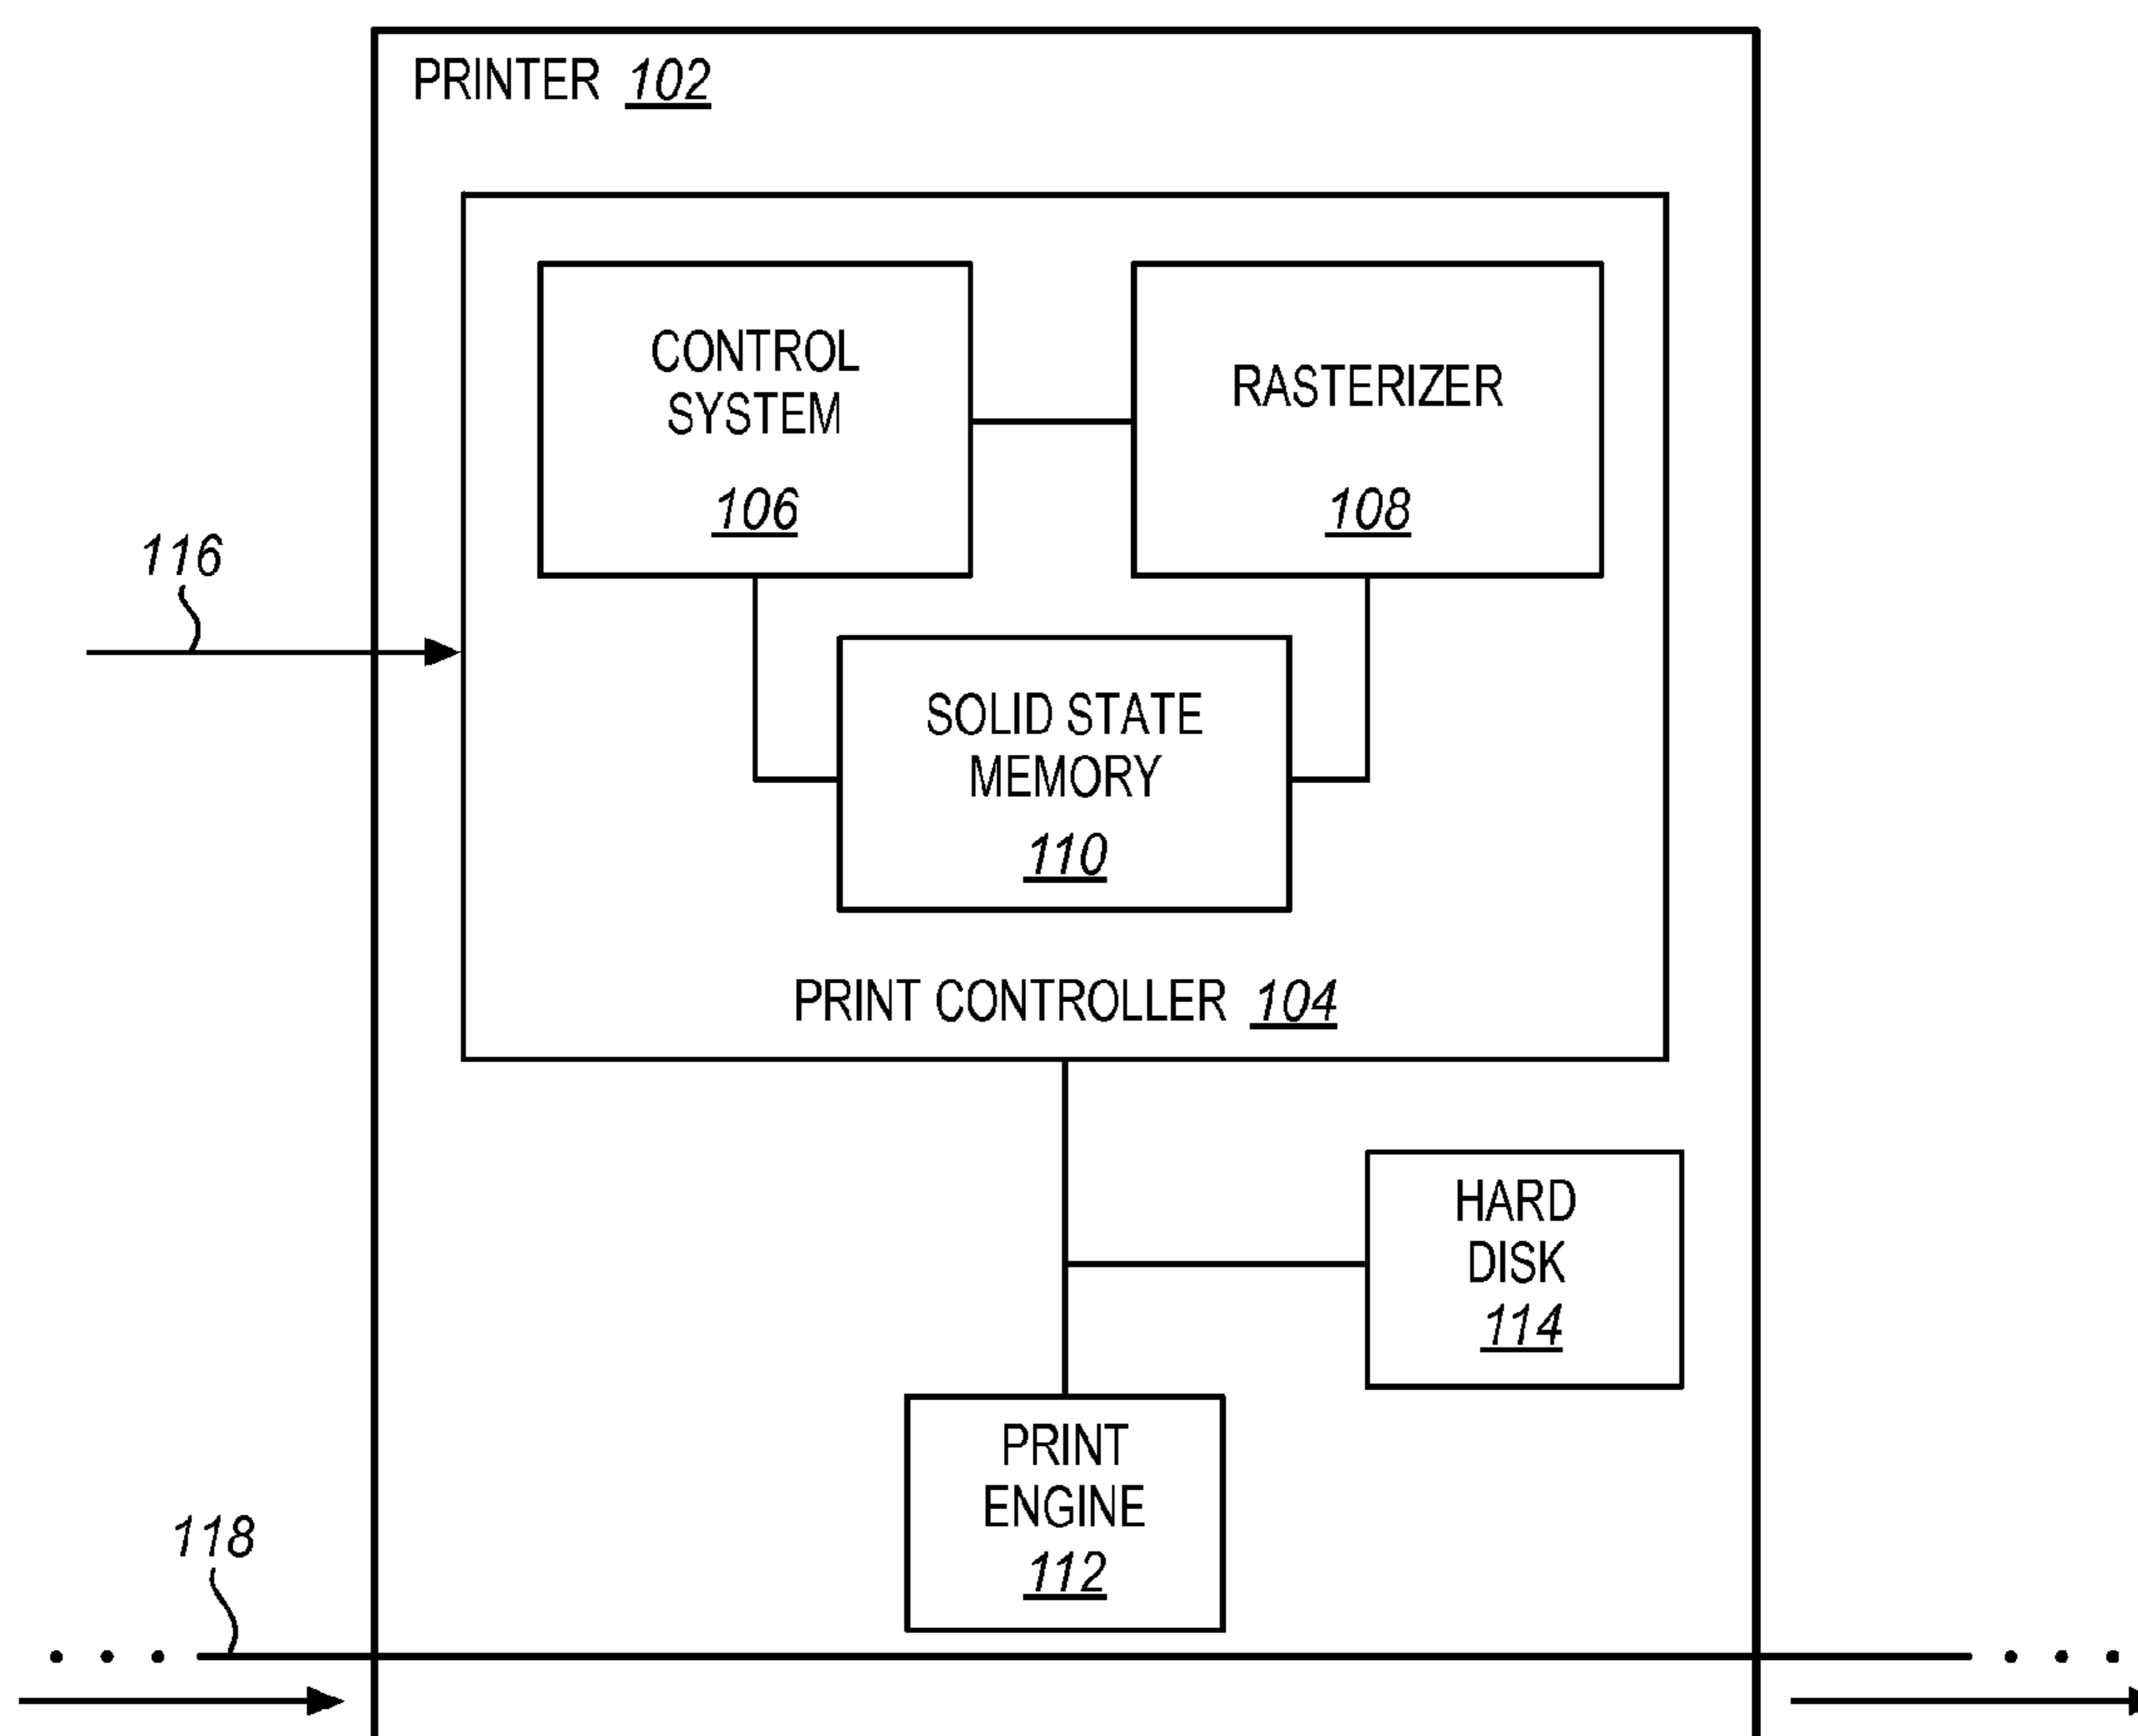 PRINTER 102
CONTROL
SYSTEM
106
RASTERIZER
108
116
SOLID STATE
MEMORY
110
PRINT CONTROLLER 104
HARD
DISK
114
PRINT
ENGINE
112
118